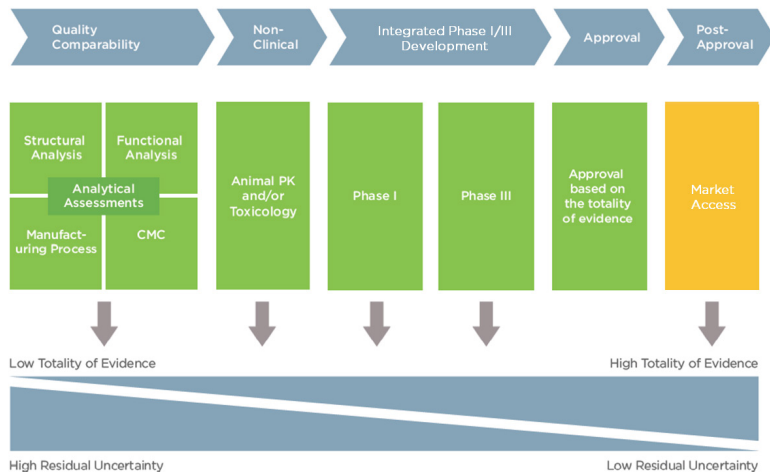 Quality
Comparability
Non-
Clinical
Integrated Phase I/III
Development
Approval
Post-
Approval
Structural
Analysis
Functional
Analysis
Analytical
Assessments
Manufact-
uring Process
CMC
Animal PK
and/or
Toxicology
Phase I
Phase III
Approval
based on
the totality
of evidence
Market
Access
Low Totality of Evidence
High Totality of Evidence
High Residual Uncertainty
Low Residual Uncertainty